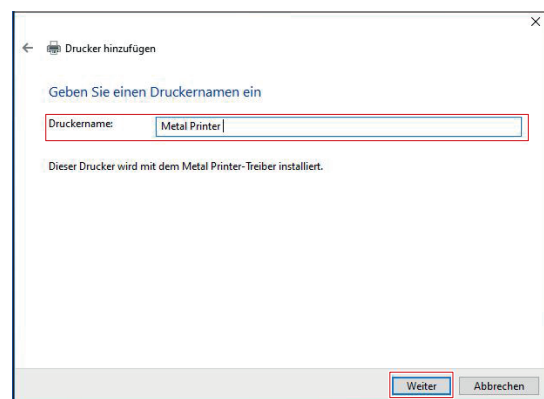 Drucker hinzufügen
Geben Sie einen Druckernamen ein
Druckername: Metal Printer
Dieser Drucker wird mit dem Metal Printer-Treiber installiert.
Weiter Abbrechen